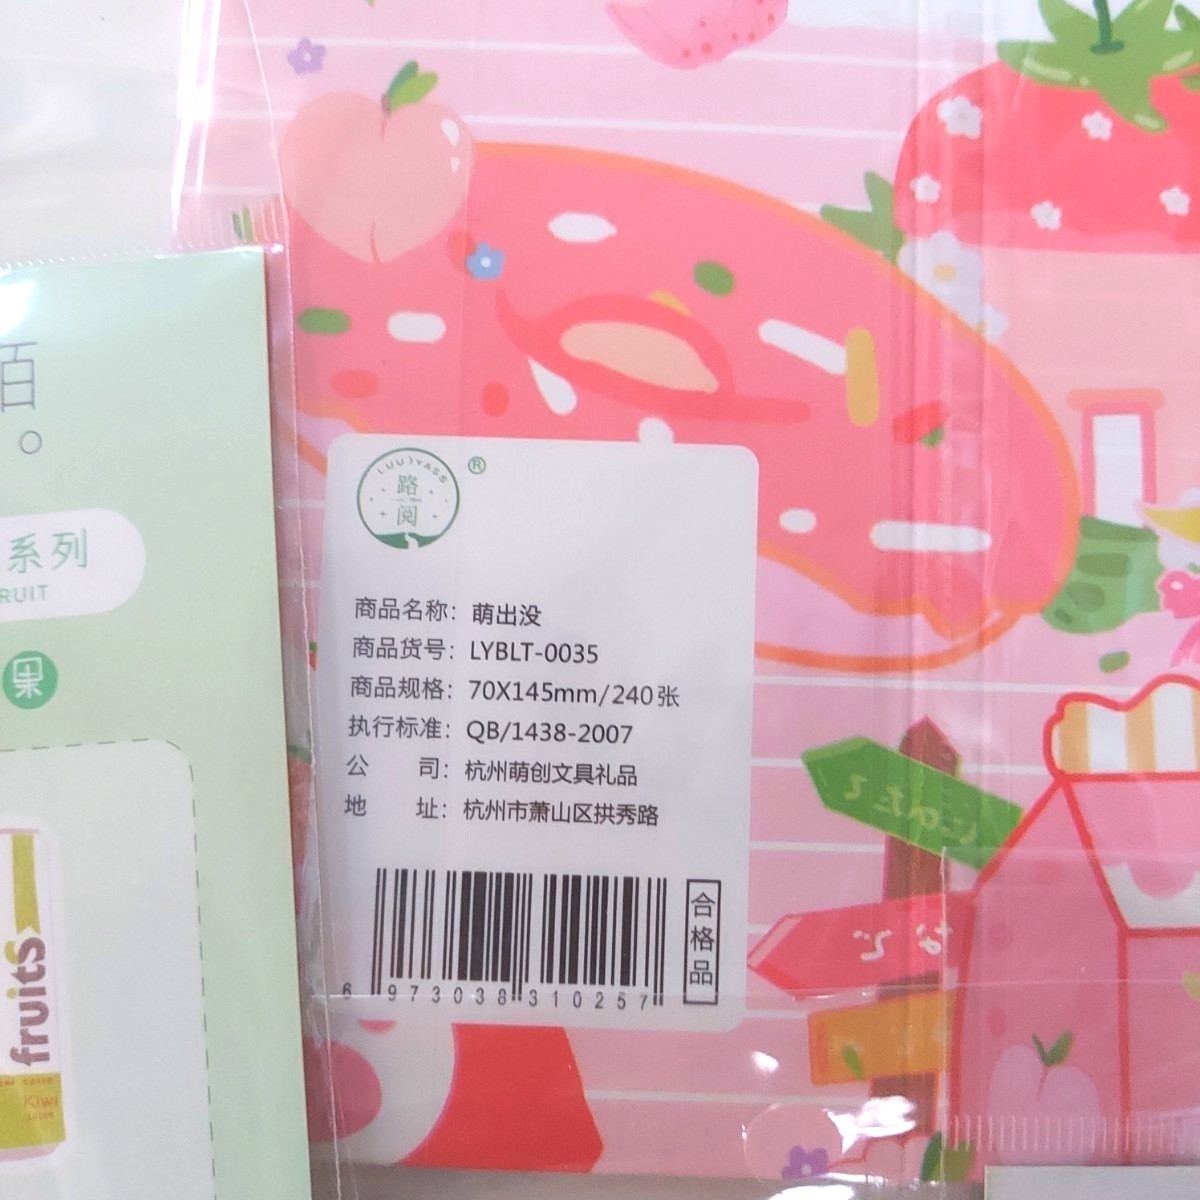 佰
。
系列
RUIT
果
fruits
KIWI
LUUJYASS
路
阅
®
商品名称：萌出没
商品货号：LYBLT-0035
商品规格：70X145mm/240张
执行标准：QB/1438-2007
公 司：杭州萌创文具礼品
地 址：杭州市萧山区拱秀路
合格品
6 973038 310257